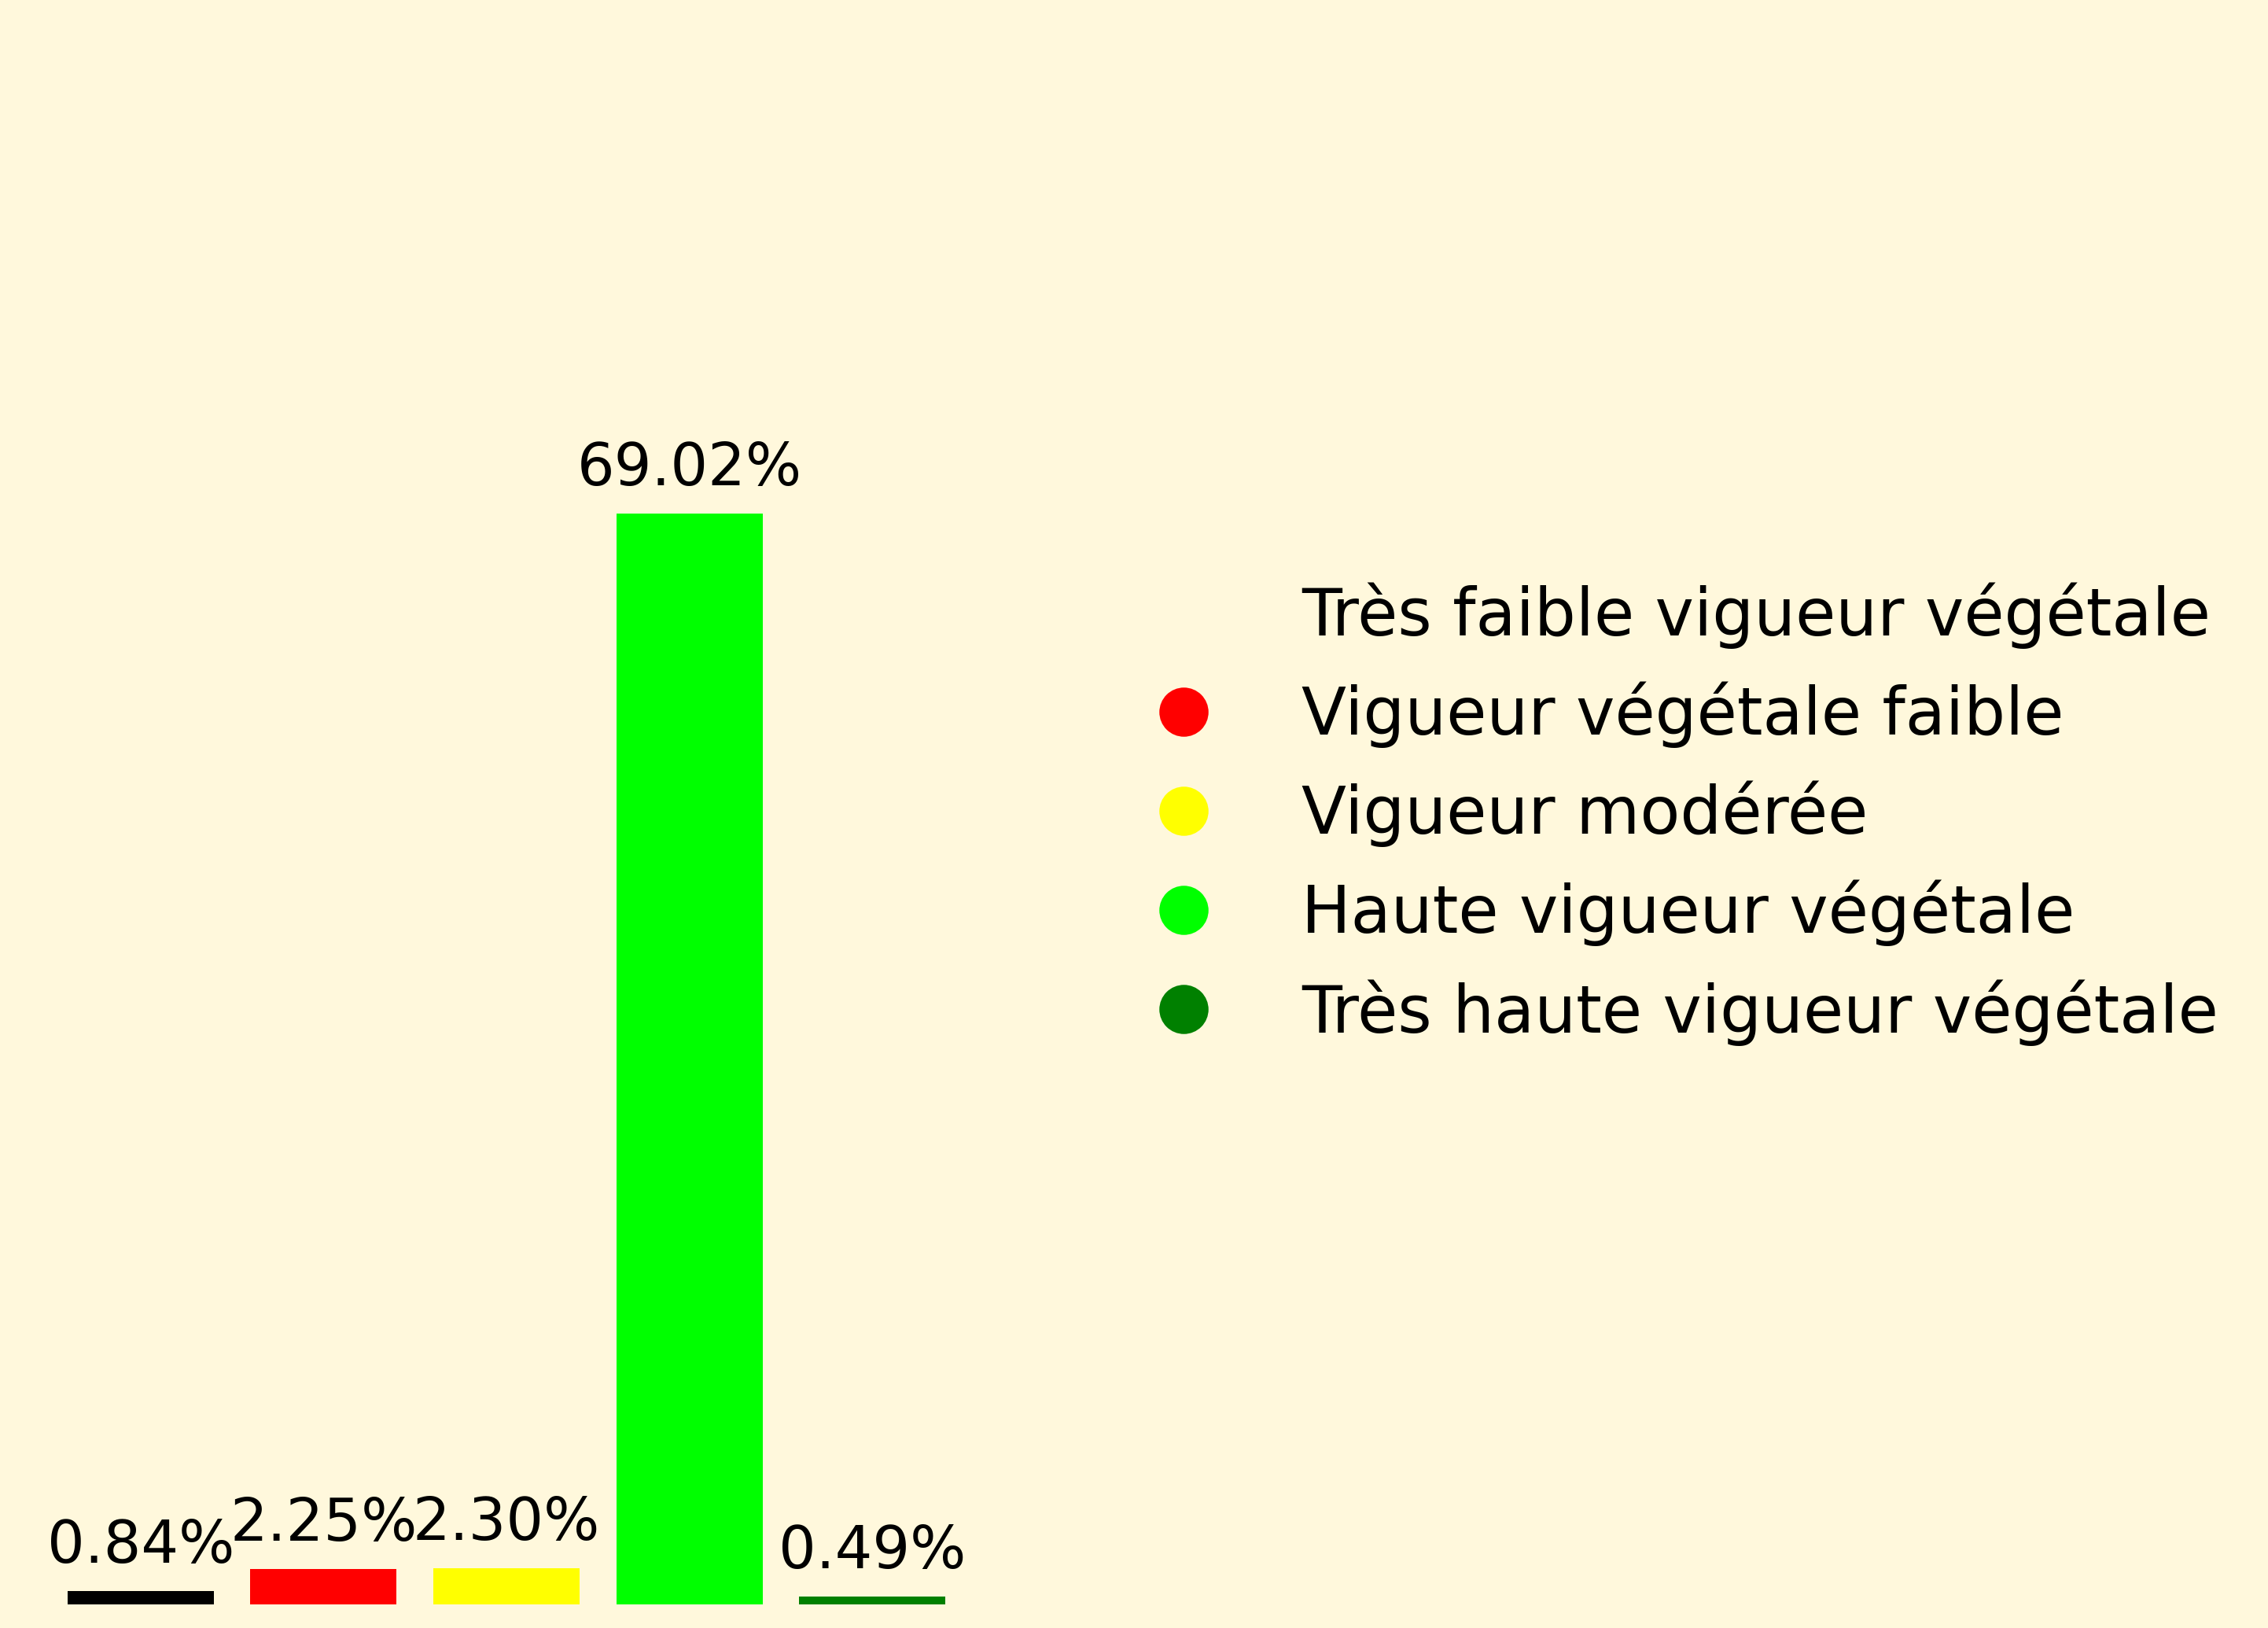 69.02%
Très faible vigueur végétale
Vigueur végétale faible
Vigueur modérée
Haute vigueur végétale
Très haute vigueur végétale
0.84%
2.25%
2.30%
0.49%